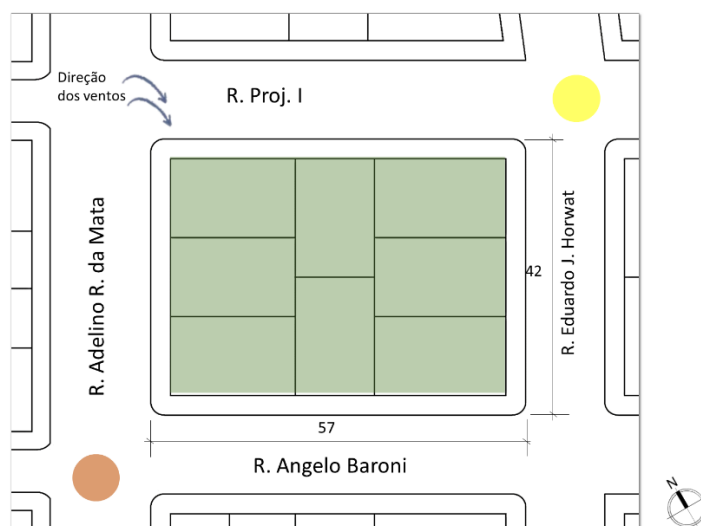 Direção
dos ventos
R. Proj. I
R. Adelino R. da Mata
42
R. Eduardo J. Horwat
57
R. Angelo Baroni
N